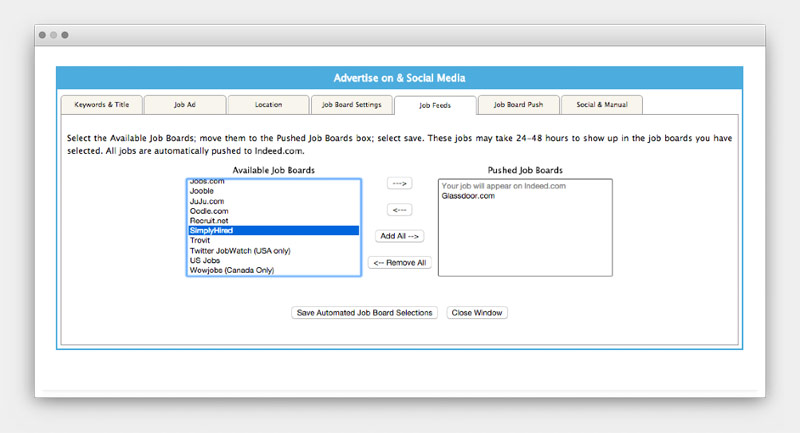 Advertise on & Social Media
Keywords & Title
Job Ad
Location
Job Board Settings
Job Feeds
Job Board Push
Social & Manual
Select the Available Job Boards; move them to the Pushed Job Boards box; select save. These jobs may take 24-48 hours to show up in the job boards you have
selected. All jobs are automatically pushed to Indeed.com.
Available Job Boards
Jobs.com
Jooble
JuJu.com
Oodle.com
Recruit.net
SimplyHired
Trovit
Twitter JobWatch (USA only)
US Jobs
Wowjobs (Canada Only)
--->
<---
Add All -->
<-- Remove All
Pushed Job Boards
Your job will appear on Indeed.com
Glassdoor.com
Save Automated Job Board Selections
Close Window